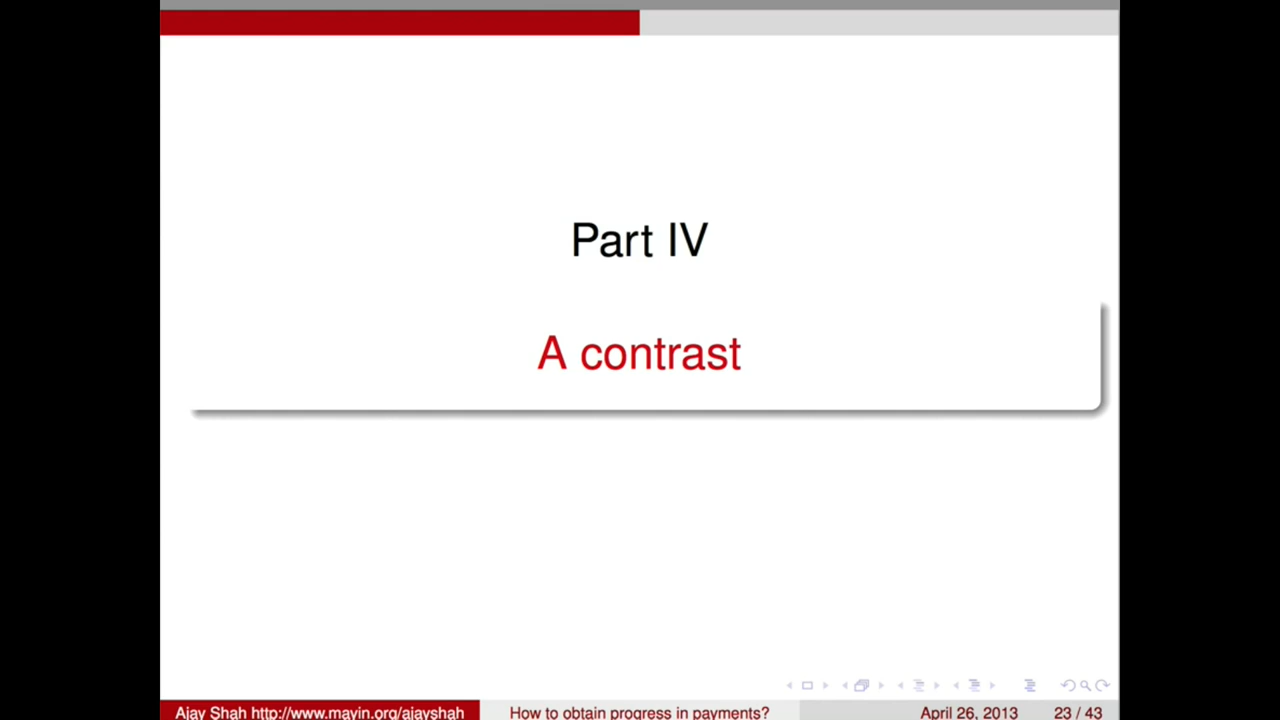 Part IV
A contrast
Ajay Shah http://www.mayin.org/ajayshah How to obtain progress in payments? April 26, 2013 23 / 43